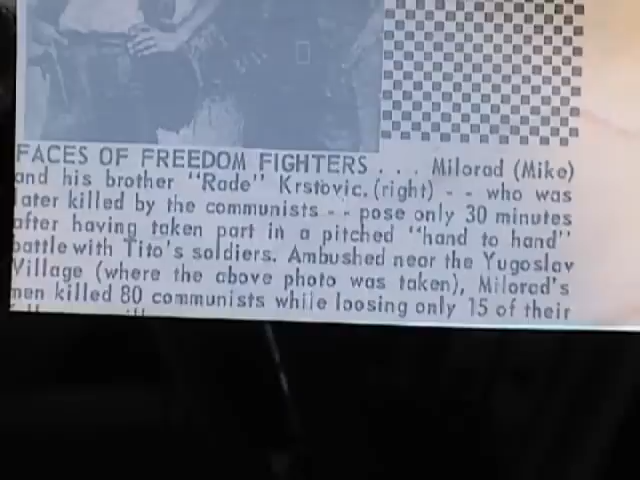 FACES OF FREEDOM FIGHTERS . . . Milorad (Mike)
and his brother "Rade" Krstovic. (right) - - who was
later killed by the communists - - pose only 30 minutes
after having taken part in a pitched "hand to hand"
battle with Tito's soldiers. Ambushed near the Yugoslav
Village (where the above photo was taken), Milorad's
men killed 80 communists while loosing only 15 of their